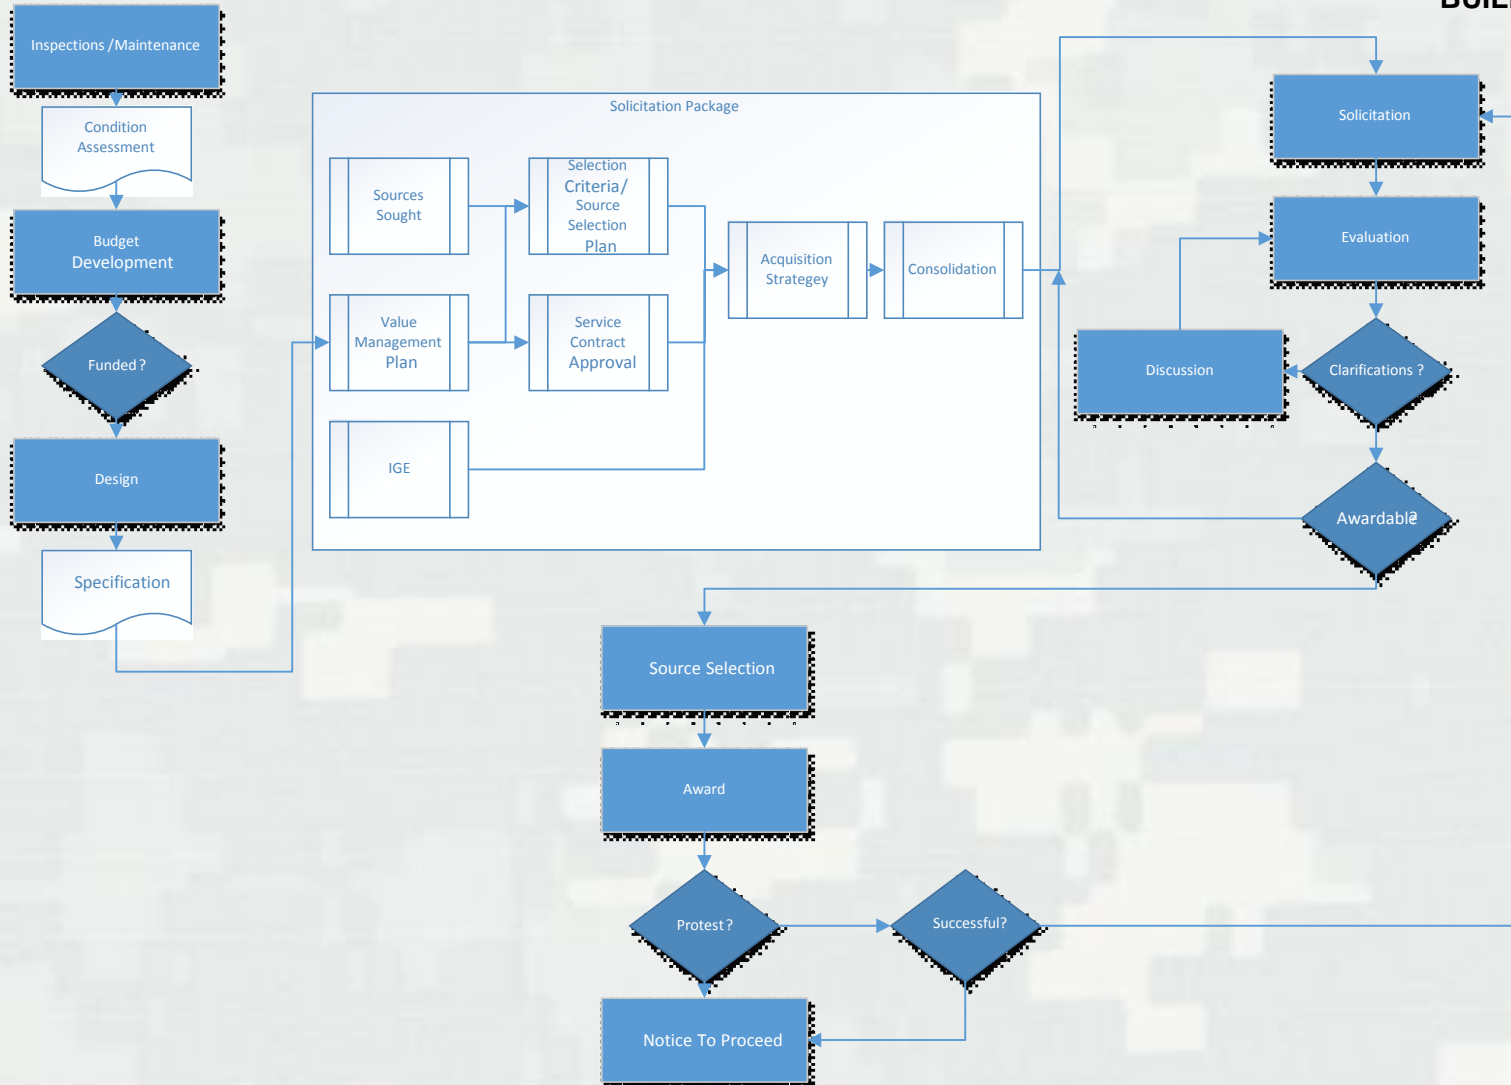 BUIL
Inspections /Maintenance
Condition
Assessment
Budget
Development
Funded ?
Design
Specification
Solicitation Package
Sources
Sought
Selection
Criteria/
Source
Selection
Plan
Value
Management
Plan
Service
Contract
Approval
IGE
Acquisition
Strategey
Consolidation
Solicitation
Evaluation
Discussion
Clarifications ?
Awardable?
Source Selection
Award
Protest ?
Successful?
Notice To Proceed